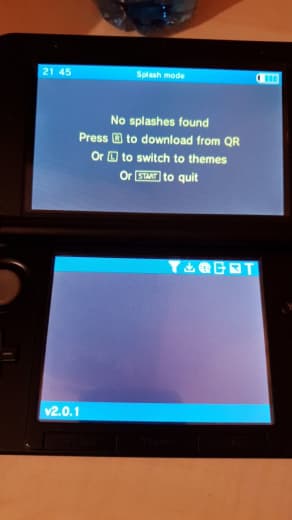 21 45 Splash mode
No splashes found
Press R to download from QR
Or L to switch to themes
Or START to quit
T
v2.0.1